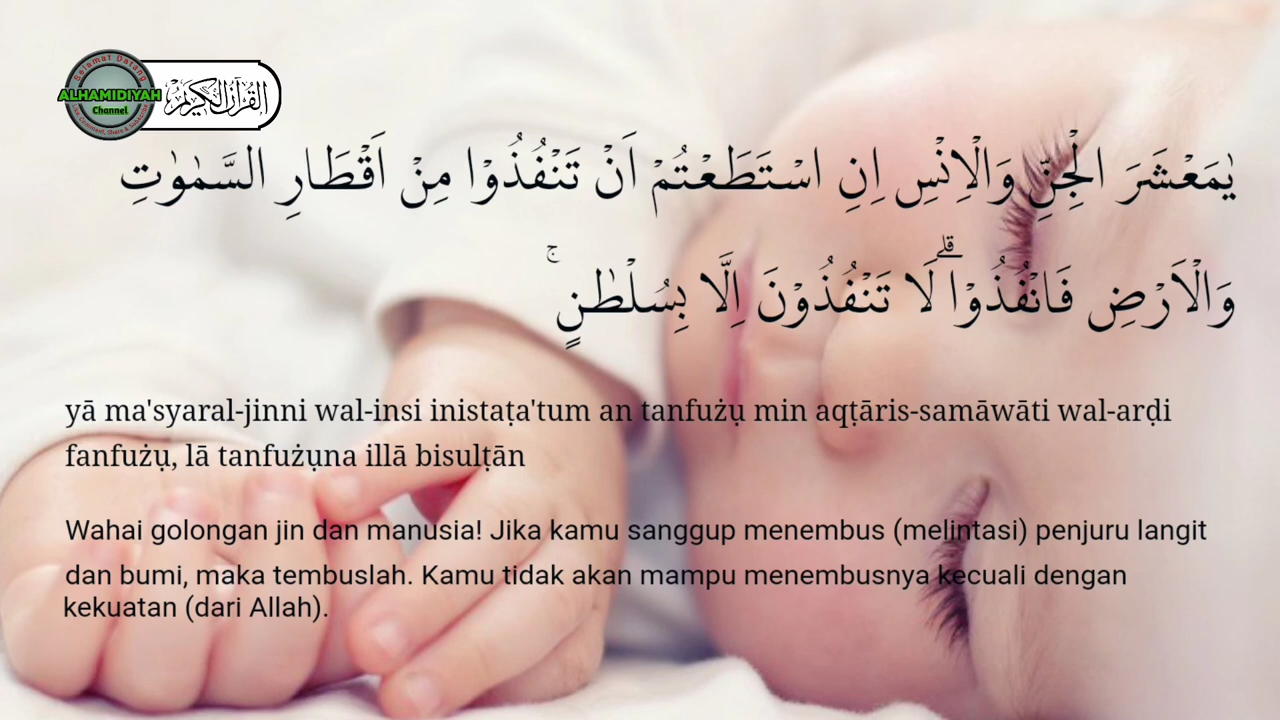 Selamat Datang
ALHAMIDIYAH
Channel
القرآن الكريم
يٰمَعْشَرَ الْجِنِّ وَالْاِنْسِ اِنِ اسْتَطَعْتُمْ اَنْ تَنْفُذُوْا مِنْ اَقْطَارِ السَّمٰوٰتِ
وَالْاَرْضِ فَانْفُذُوْاۗ لَا تَنْفُذُوْنَ اِلَّا بِسُلْطٰنٍۚ
yā ma'syaral-jinni wal-insi inistaṭa'tum an tanfużụ min aqṭāris-samāwāti wal-arḍi
fanfużụ, lā tanfużụna illā bisulṭān
Wahai golongan jin dan manusia! Jika kamu sanggup menembus (melintasi) penjuru langit
dan bumi, maka tembuslah. Kamu tidak akan mampu menembusnya kecuali dengan
kekuatan (dari Allah).